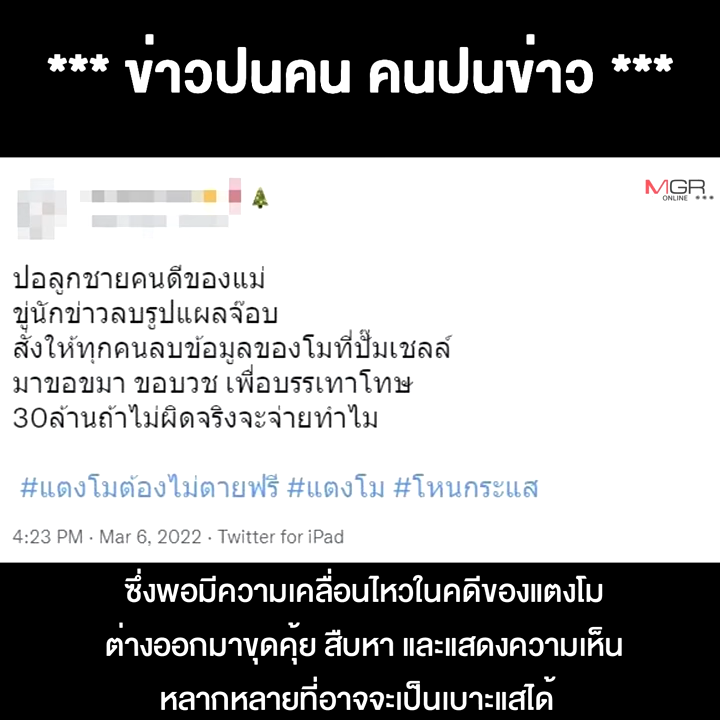 *** ข่าวปนคน คนปนข่าว ***
MGR
ONLINE
ปอลูกชายคนดีของแม่
ขู่นักข่าวลบรูปแผลจ๊อบ
สั่งให้ทุกคนลบข้อมูลของโมที่ปั๊มเชลล์
มาขอขมา ขอบวช เพื่อบรรเทาโทษ
30ล้านถ้าไม่ผิดจริงจะจ่ายทำไม
#แตงโมต้องไม่ตายฟรี #แตงโม #โหนกระแส
4:23 PM · Mar 6, 2022 · Twitter for iPad
ซึ่งพอมีความเคลื่อนไหวในคดีของแตงโม
ต่างออกมาขุดคุ้ย สืบหา และแสดงความเห็น
หลากหลายที่อาจจะเป็นเบาะแสได้